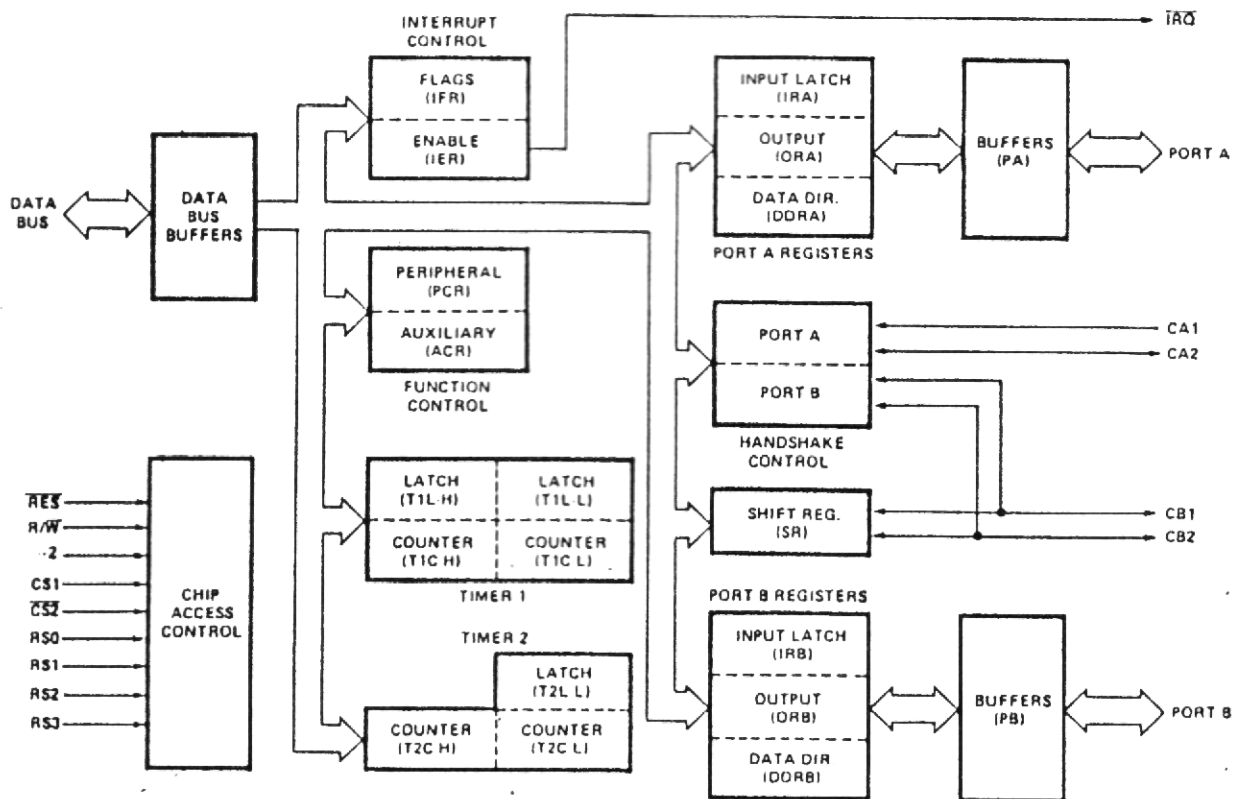 INTERRUPT
CONTROL
FLAGS
(IFR)
ENABLE
(IER)
IRQ
INPUT LATCH
(IRA)
OUTPUT
(ORA)
DATA DIR.
(DDRA)
PORT A REGISTERS
BUFFERS
(PA)
PORT A
DATA
BUS
DATA
BUS
BUFFERS
PERIPHERAL
(PCR)
AUXILIARY
(ACR)
FUNCTION
CONTROL
PORT A
PORT B
HANDSHAKE
CONTROL
CA1
CA2
LATCH
(T1L-H)
LATCH
(T1L-L)
COUNTER
(T1C H)
COUNTER
(T1C L)
TIMER 1
SHIFT REG.
(SR)
CB1
CB2
RES
R/W
2
CS1
CS2
RS0
RS1
RS2
RS3
CHIP
ACCESS
CONTROL
TIMER 2
LATCH
(T2L L)
COUNTER
(T2C H)
COUNTER
(T2C L)
PORT B REGISTERS
INPUT LATCH
(IRB)
OUTPUT
(ORB)
DATA DIR
(DDRB)
BUFFERS
(PB)
PORT B